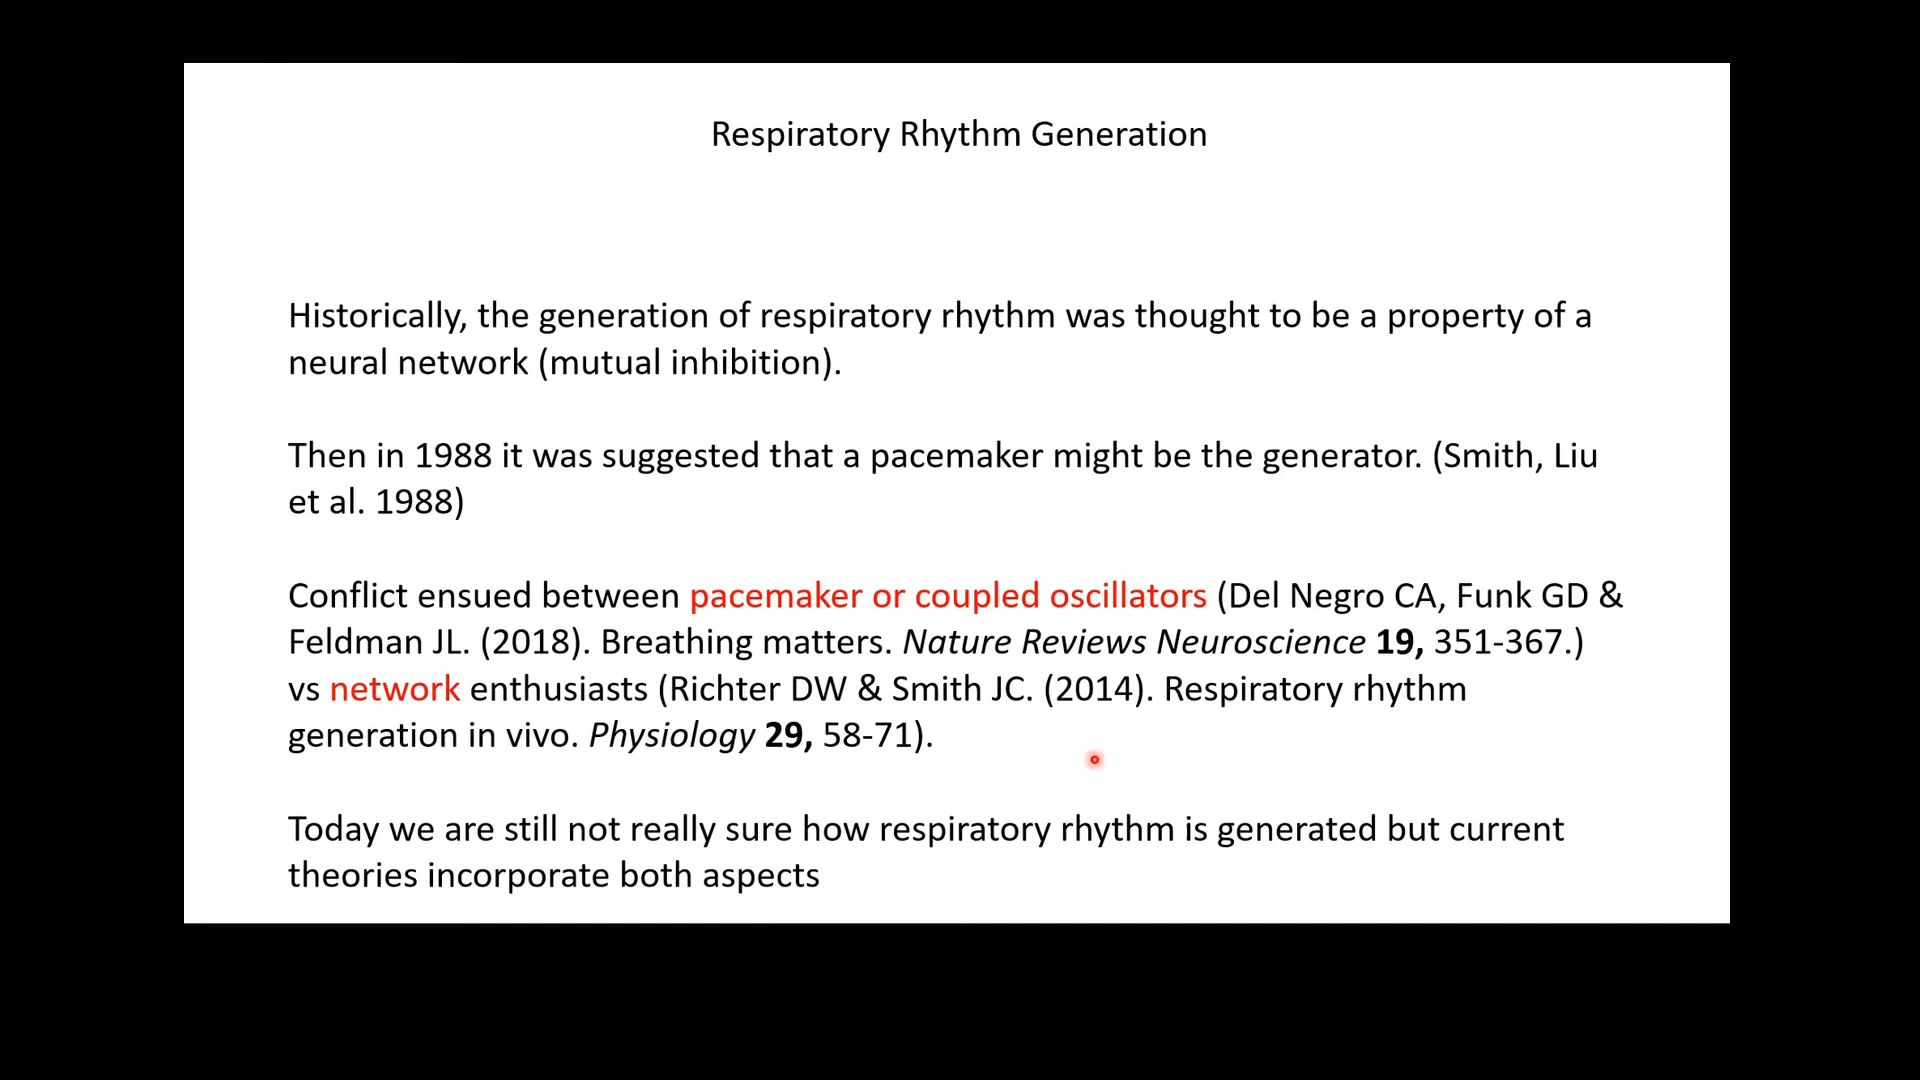 Respiratory Rhythm Generation
Historically, the generation of respiratory rhythm was thought to be a property of a
neural network (mutual inhibition).
Then in 1988 it was suggested that a pacemaker might be the generator. (Smith, Liu
et al. 1988)
Conflict ensued between pacemaker or coupled oscillators (Del Negro CA, Funk GD &
Feldman JL. (2018). Breathing matters. Nature Reviews Neuroscience 19, 351-367.)
vs network enthusiasts (Richter DW & Smith JC. (2014). Respiratory rhythm
generation in vivo. Physiology 29, 58-71).
Today we are still not really sure how respiratory rhythm is generated but current
theories incorporate both aspects